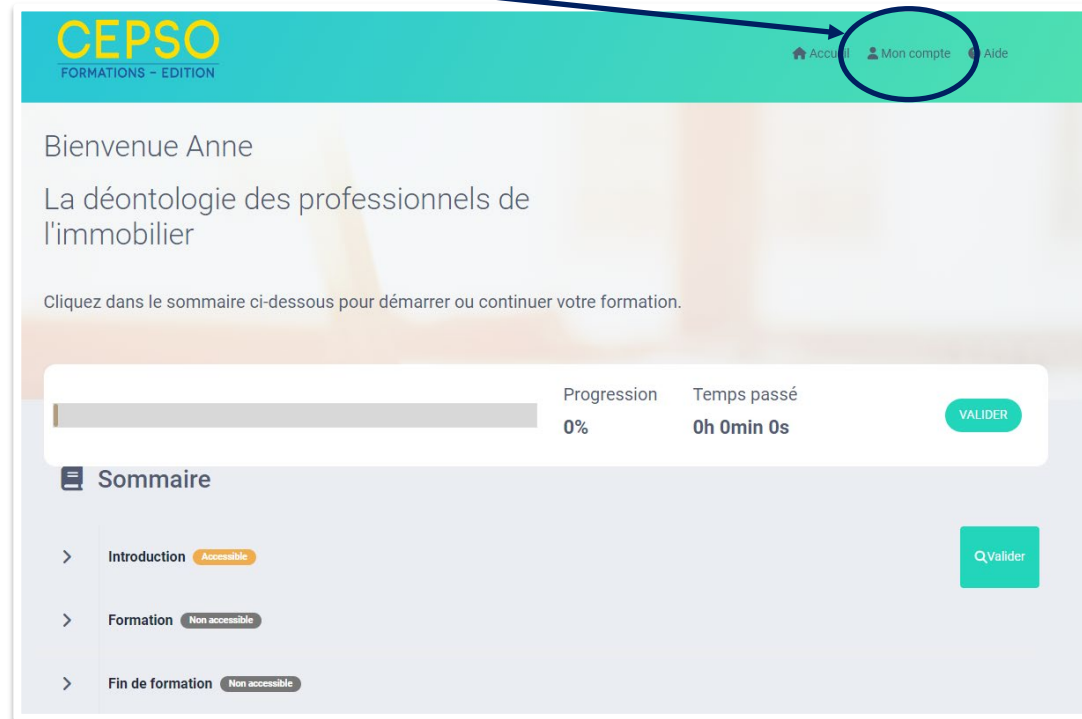 CEPSO
FORMATIONS - EDITION
Accueil Mon compte Aide
Bienvenue Anne
La déontologie des professionnels de
l'immobilier
Cliquez dans le sommaire ci-dessous pour démarrer ou continuer votre formation.
Progression Temps passé
0% 0h 0min 0s
VALIDER
Sommaire
Introduction Accessible
Valider
Formation Non accessible
Fin de formation Non accessible